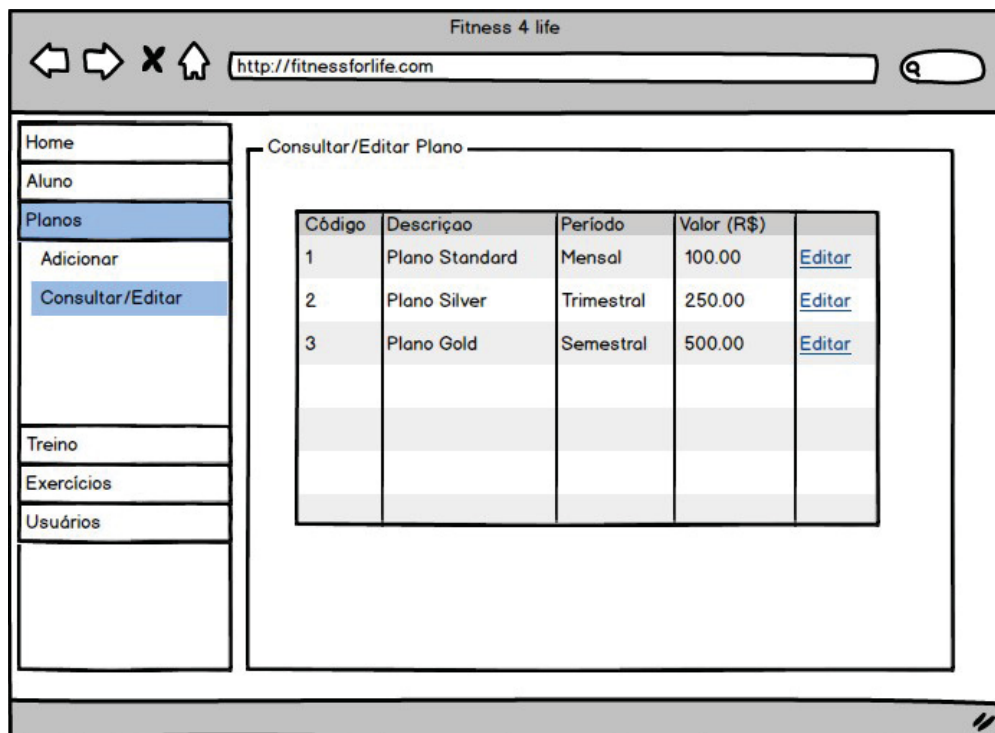 Fitness 4 life
http://fitnessforlife.com
Home
Aluno
Planos
Adicionar
Consultar/Editar
Treino
Exercícios
Usuários
Consultar/Editar Plano
Código Descriçao Período Valor (R$)
1 Plano Standard Mensal 100.00 Editar
2 Plano Silver Trimestral 250.00 Editar
3 Plano Gold Semestral 500.00 Editar